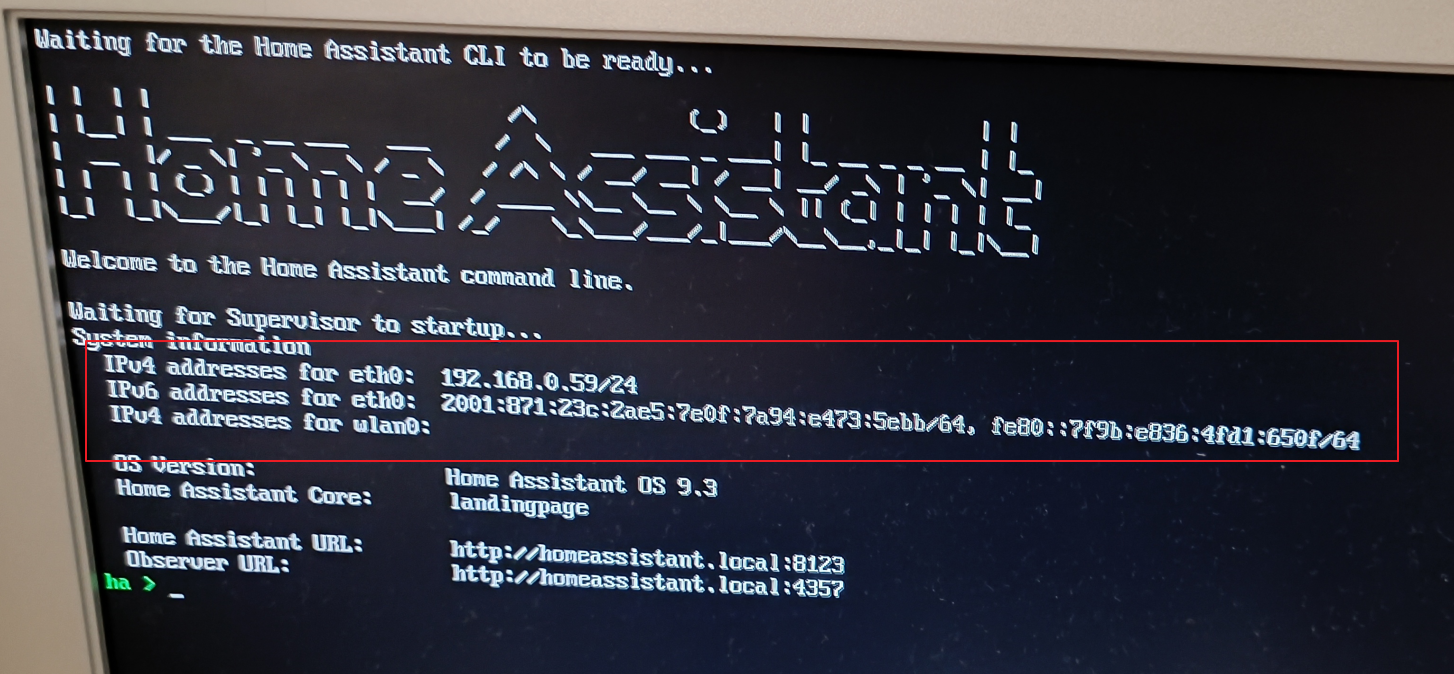 Waiting for the Home Assistant CLI to be ready...
Home Assistant
Welcome to the Home Assistant command line.
Waiting for Supervisor to startup...
System information
IPv4 addresses for eth0: 192.168.0.59/24
IPv6 addresses for eth0: 2001:871:23c:2ae5:7e0f:7a94:e473:5ebb/64, fe80::7f9b:e836:4fd1:650f/64
IPv4 addresses for wlan0:
OS Version: Home Assistant OS 9.3
Home Assistant Core: landingpage
Home Assistant URL: http://homeassistant.local:8123
Observer URL: http://homeassistant.local:4357
ha > _